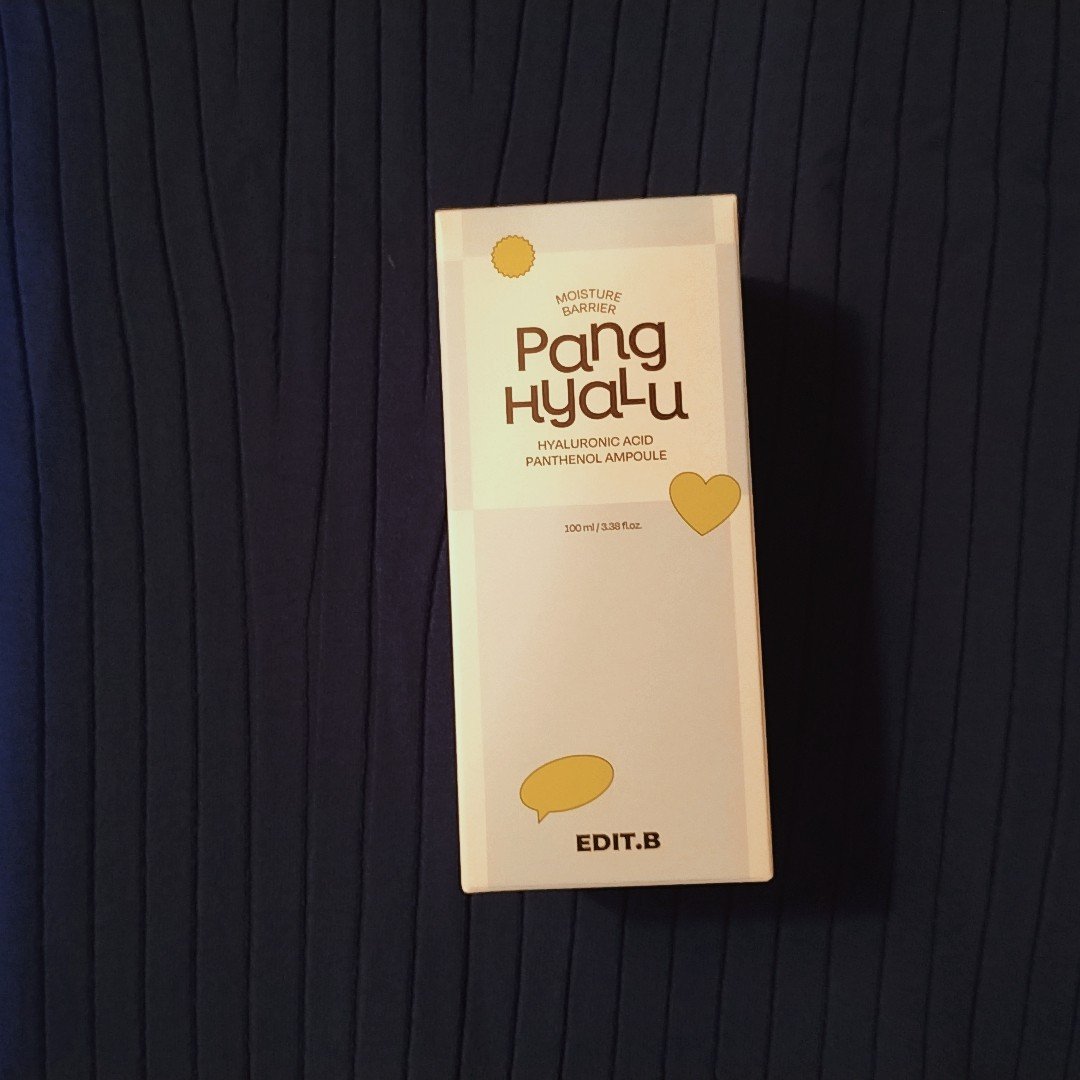 MOISTURE
BARRIER
Pang
HyaLu
HYALURONIC ACID
PANTHENOL AMPOULE
100 ml / 3.38 fl.oz.
EDIT.B